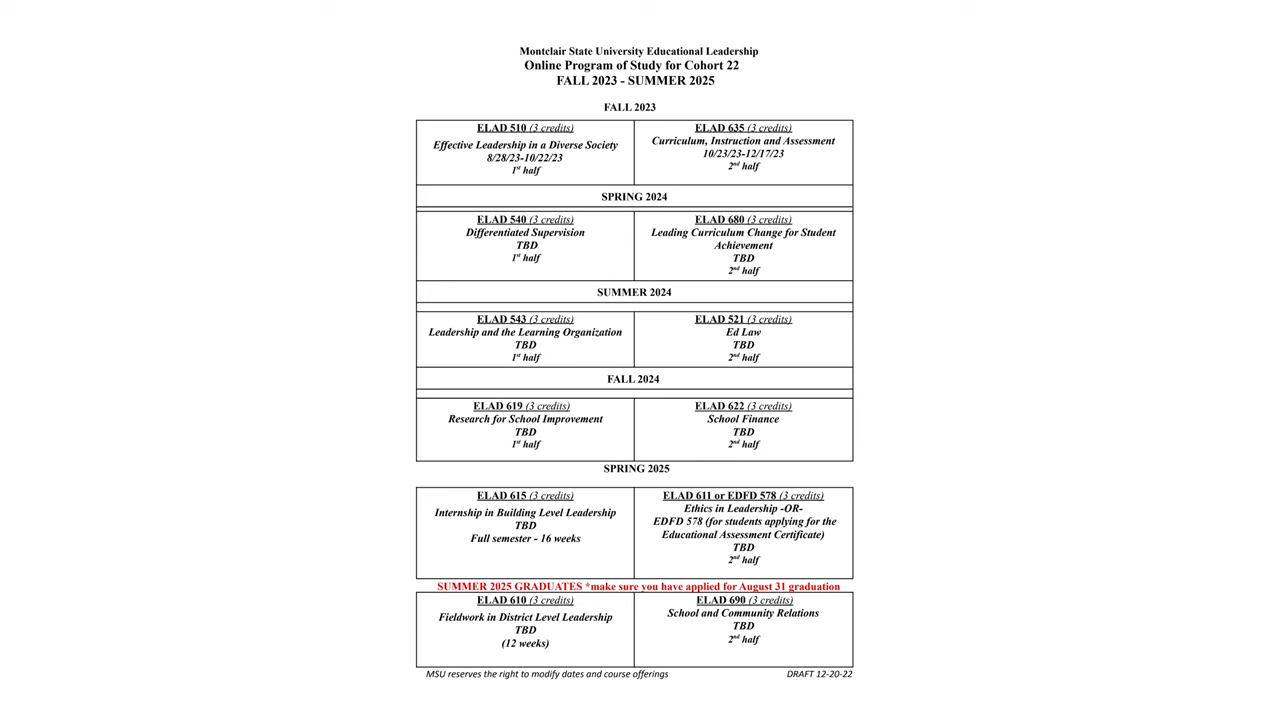 Montclair State University Educational Leadership
Online Program of Study for Cohort 22
FALL 2023 - SUMMER 2025
FALL 2023
ELAD 510 (3 credits)
Effective Leadership in a Diverse Society
8/28/23-10/22/23
1st half
ELAD 635 (3 credits)
Curriculum, Instruction and Assessment
10/23/23-12/17/23
2nd half
SPRING 2024
ELAD 540 (3 credits)
Differentiated Supervision
TBD
1st half
ELAD 680 (3 credits)
Leading Curriculum Change for Student
Achievement
TBD
2nd half
SUMMER 2024
ELAD 543 (3 credits)
Leadership and the Learning Organization
TBD
1st half
ELAD 521 (3 credits)
Ed Law
TBD
2nd half
FALL 2024
ELAD 619 (3 credits)
Research for School Improvement
TBD
1st half
ELAD 622 (3 credits)
School Finance
TBD
2nd half
SPRING 2025
ELAD 615 (3 credits)
Internship in Building Level Leadership
TBD
Full semester - 16 weeks
ELAD 611 or EDFD 578 (3 credits)
Ethics in Leadership -OR-
EDFD 578 (for students applying for the
Educational Assessment Certificate)
TBD
2nd half
SUMMER 2025 GRADUATES *make sure you have applied for August 31 graduation
ELAD 610 (3 credits)
Fieldwork in District Level Leadership
TBD
(12 weeks)
ELAD 690 (3 credits)
School and Community Relations
TBD
2nd half
MSU reserves the right to modify dates and course offerings
DRAFT 12-20-22